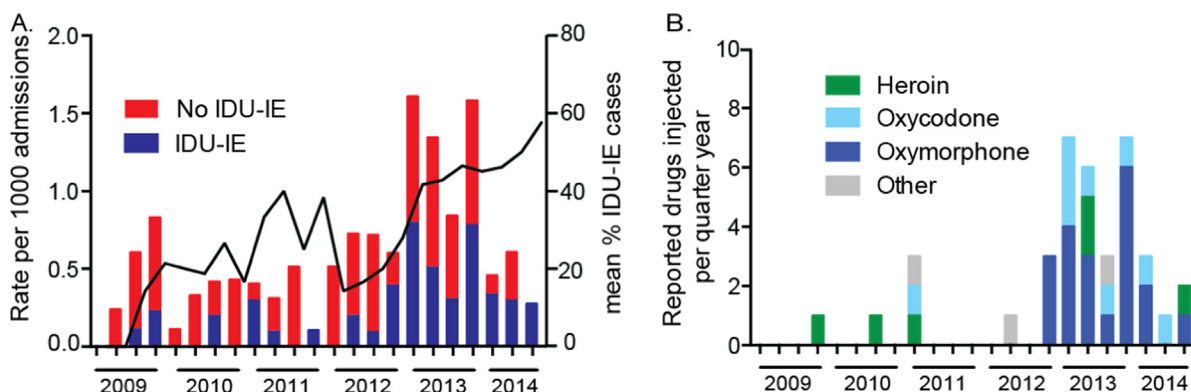 A.
Rate per 1000 admissions
2.0
1.5
1.0
0.5
0.0
No IDU-IE
IDU-IE
80
60
40
20
0
mean % IDU-IE cases
2009 2010 2011 2012 2013 2014
B.
Reported drugs injected
per quarter year
10
8
6
4
2
0
Heroin
Oxycodone
Oxymorphone
Other
2009 2010 2011 2012 2013 2014